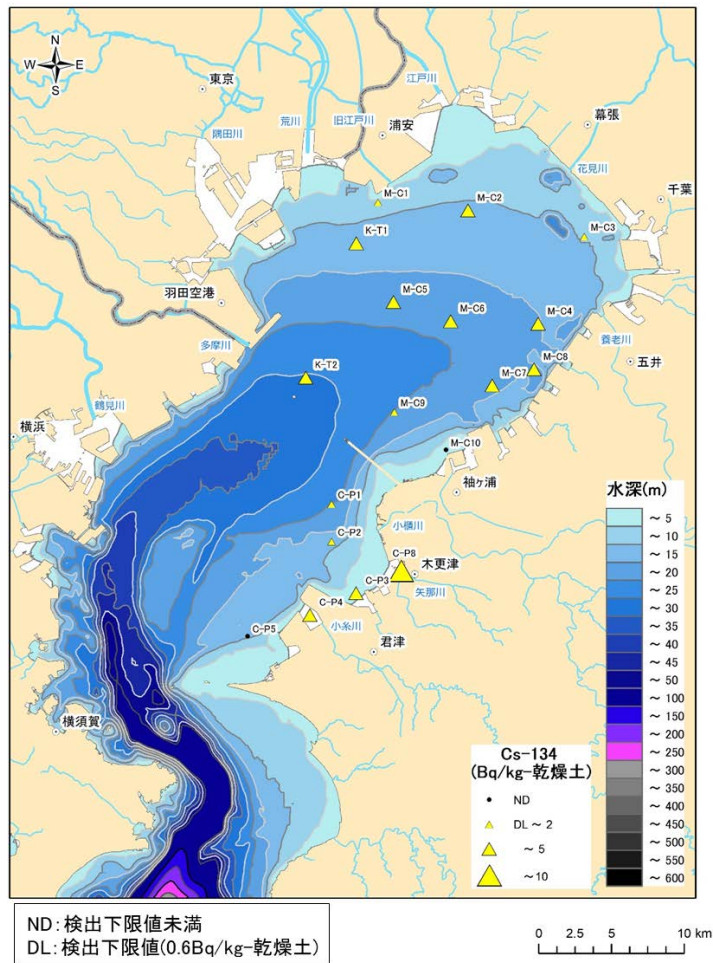 N
W E
S
東京
江戸川
荒川
旧江戸川
浦安
幕張
隅田川
花見川
千葉
M-C1
M-C2
M-C3
K-T1
羽田空港
M-C5
M-C6
M-C4
養老川
五井
多摩川
K-T2
M-C8
M-C7
鶴見川
M-C9
横浜
M-C10
袖ヶ浦
水深(m)
～ 5
～ 10
～ 15
～ 20
～ 25
～ 30
～ 35
～ 40
～ 45
～ 50
～ 100
～ 150
～ 200
～ 250
～ 300
～ 350
～ 400
～ 450
～ 500
～ 550
～ 600
C-P1
C-P2
小櫃川
C-P8
木更津
矢那川
C-P3
C-P4
小糸川
C-P5
君津
横須賀
Cs-134
(Bq/kg-乾燥土)
ND
DL ～ 2
～ 5
～10
ND：検出下限値未満
DL：検出下限値(0.6Bq/kg-乾燥土)
0 2.5 5 10 km